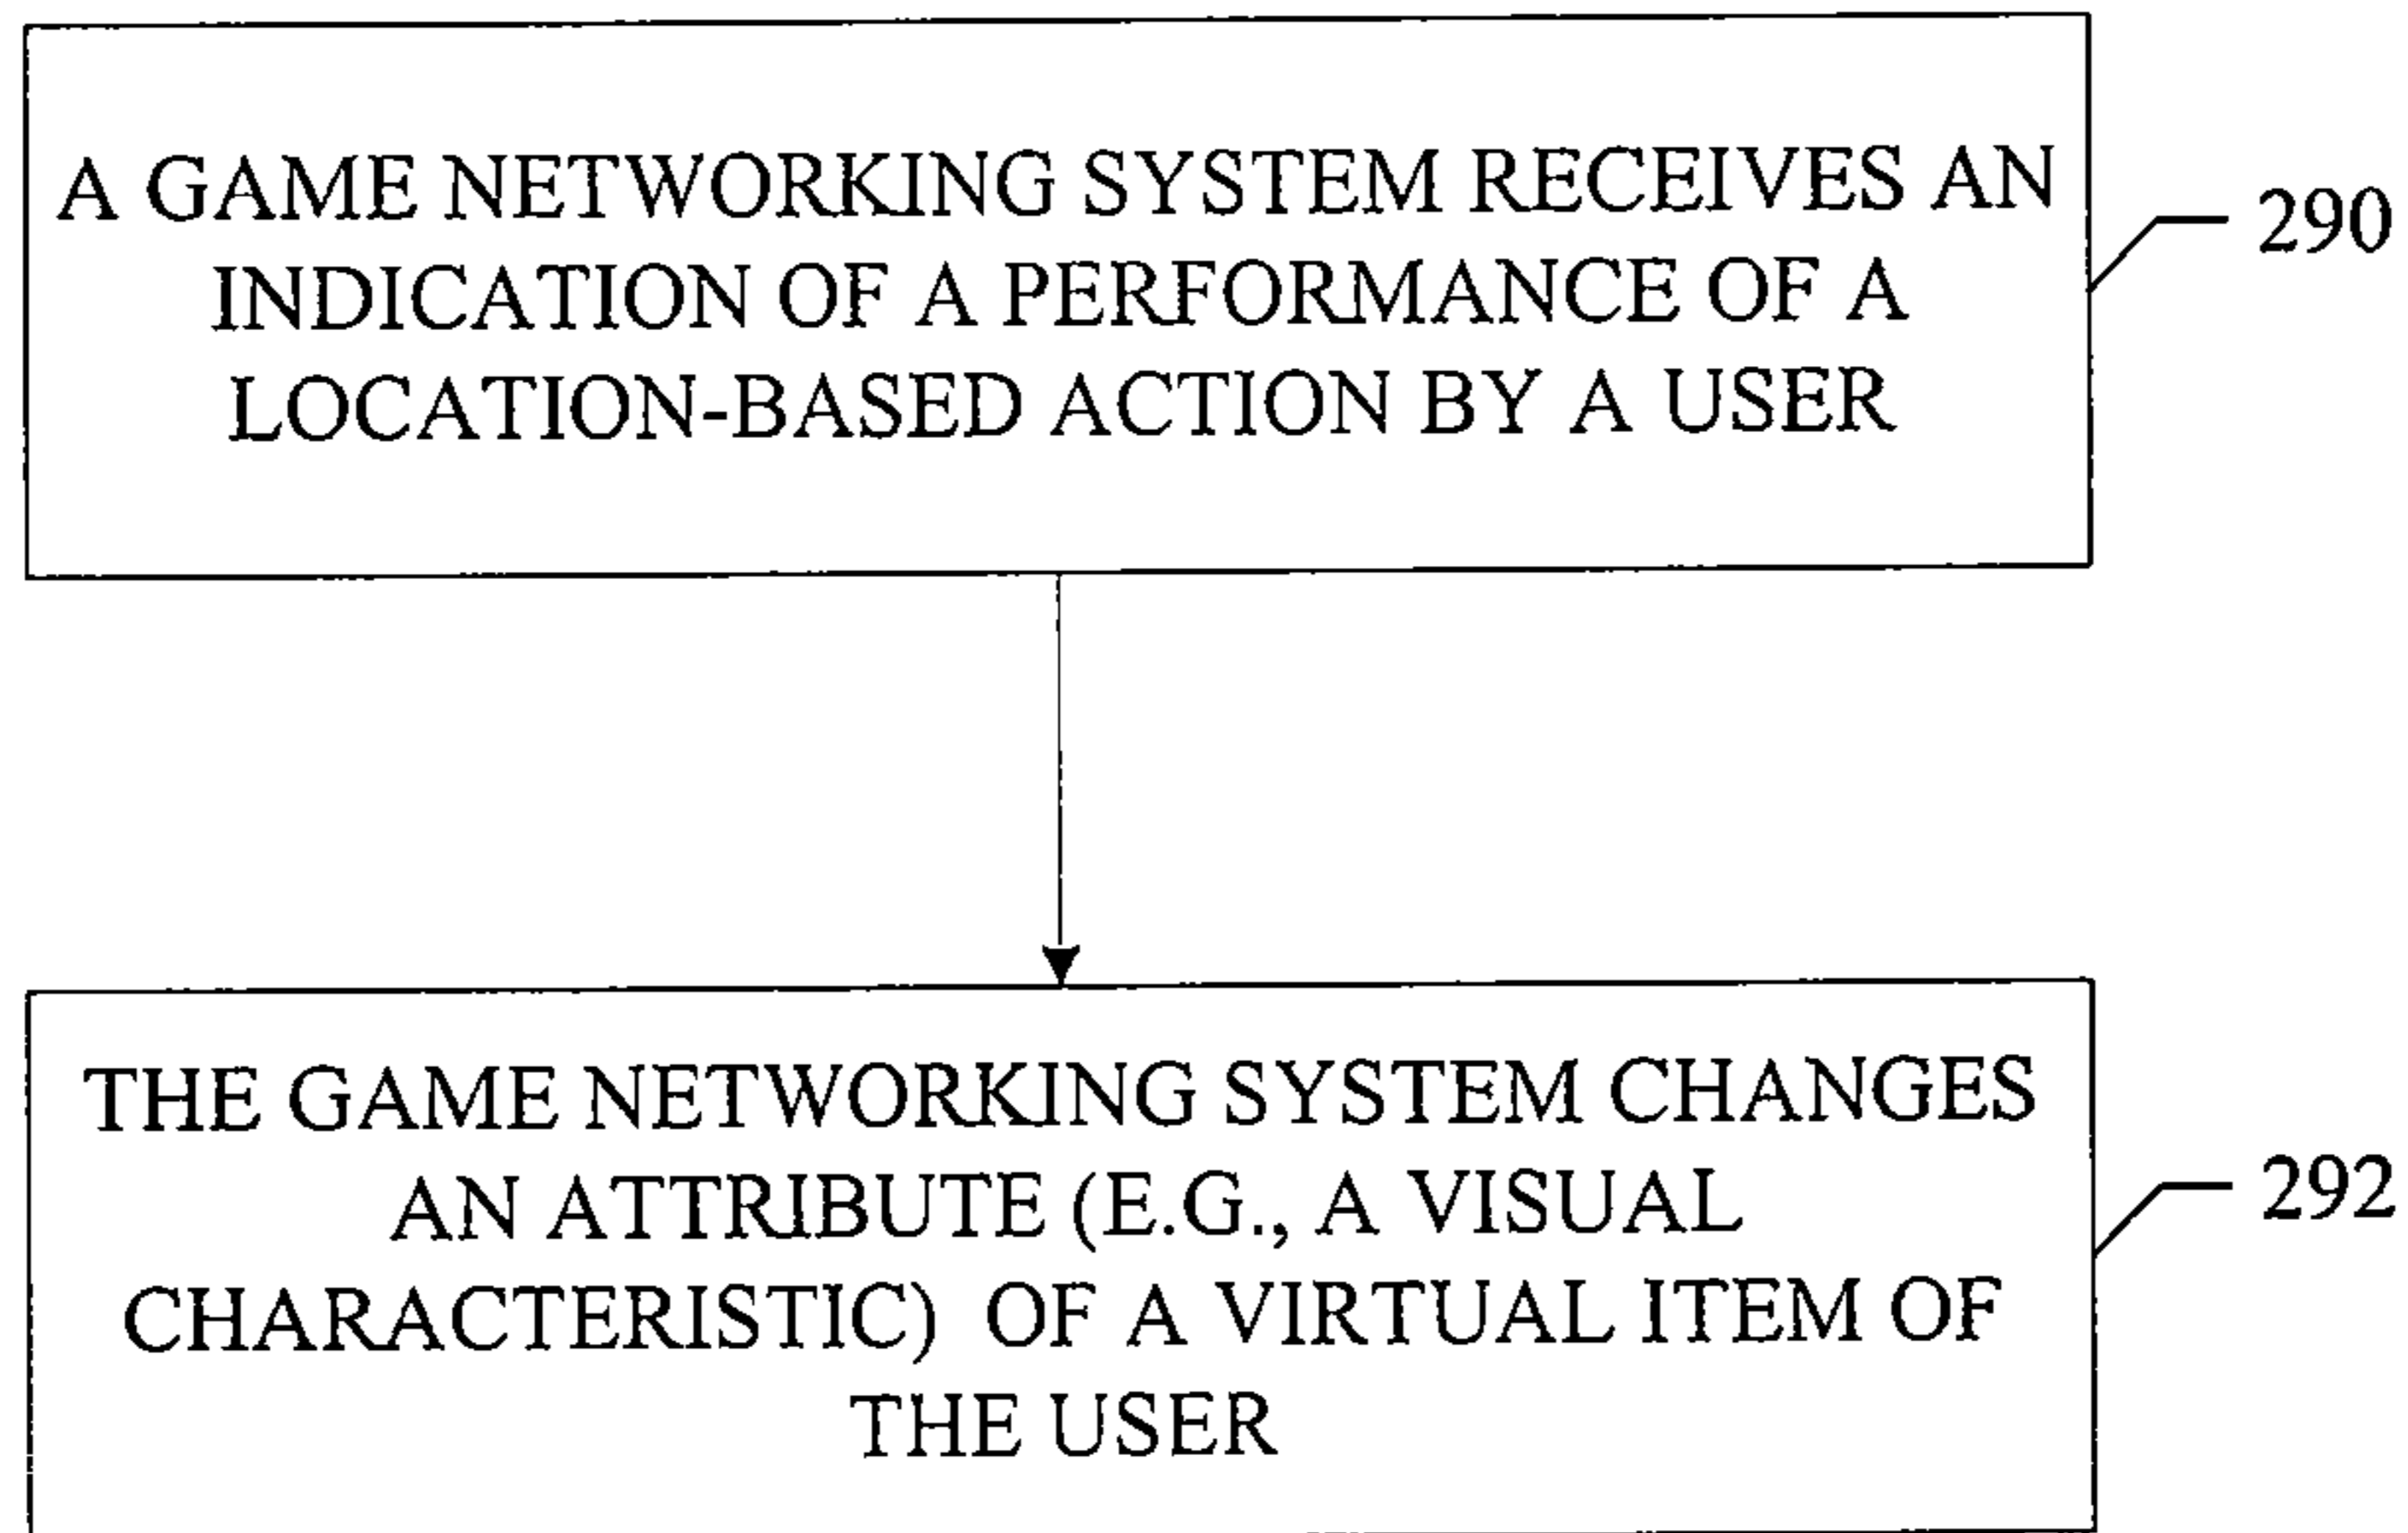 A GAME NETWORKING SYSTEM RECEIVES AN
INDICATION OF A PERFORMANCE OF A
LOCATION-BASED ACTION BY A USER
290
THE GAME NETWORKING SYSTEM CHANGES
AN ATTRIBUTE (E.G., A VISUAL
CHARACTERISTIC) OF A VIRTUAL ITEM OF
THE USER
292